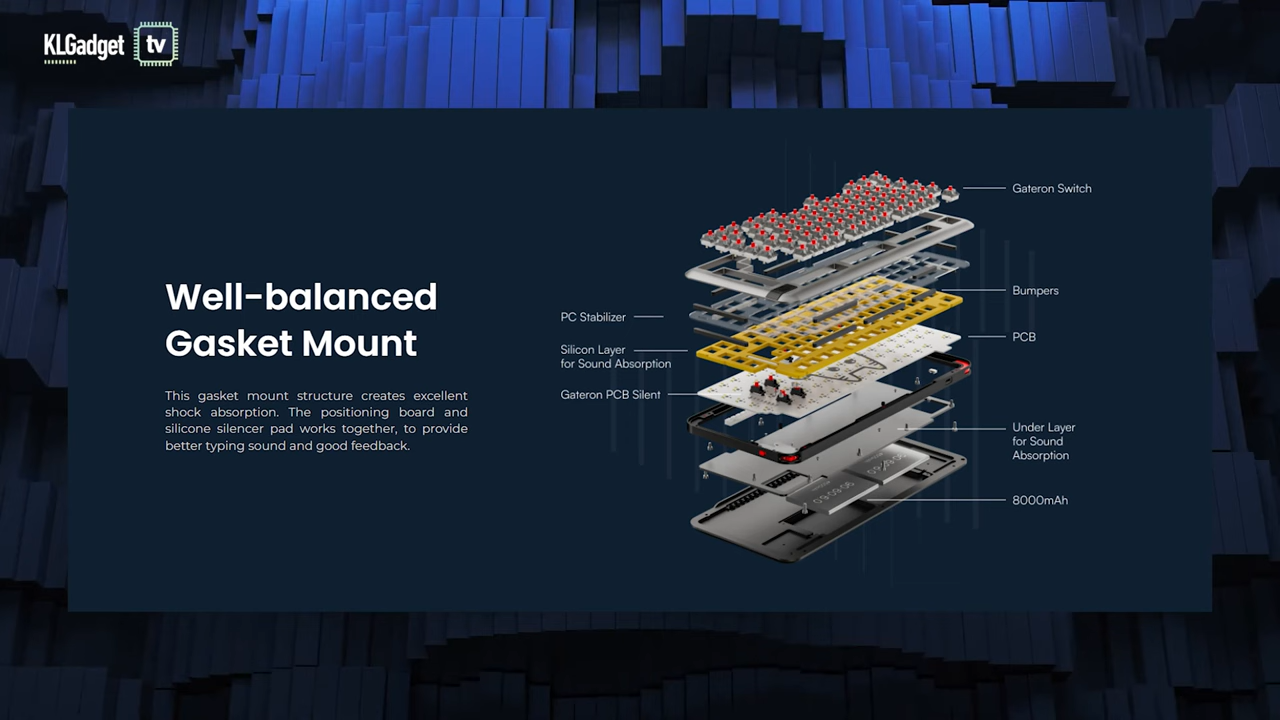 KLGadget tv
Well-balanced
Gasket Mount
This gasket mount structure creates excellent
shock absorption. The positioning board and
silicone silencer pad works together, to provide
better typing sound and good feedback.
Gateron Switch
Bumpers
PC Stabilizer
PCB
Silicon Layer
for Sound Absorption
Gateron PCB Silent
Under Layer
for Sound
Absorption
8000mAh